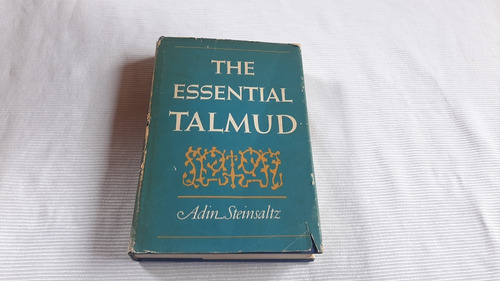 THE
ESSENTIAL
TALMUD
Adin Steinsaltz